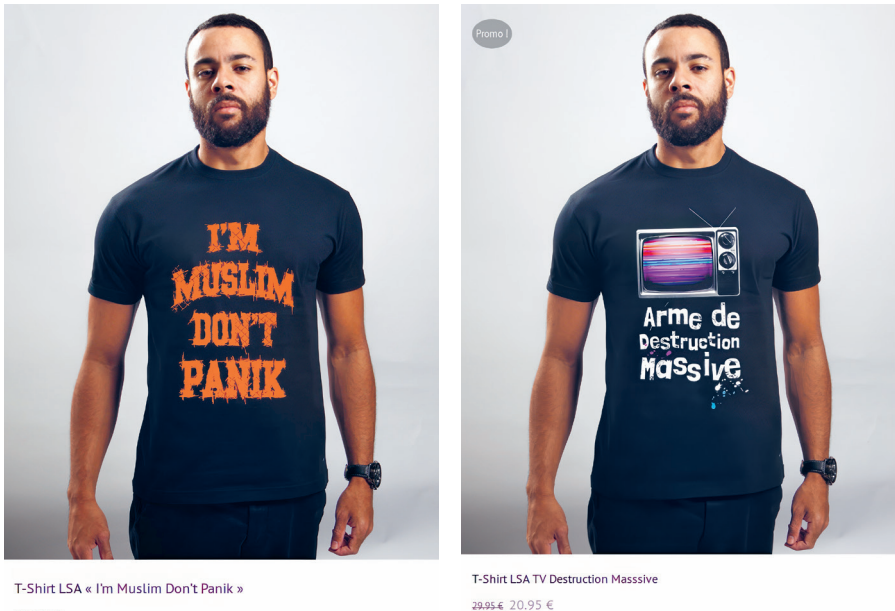 I'M
MUSLIM
DON'T
PANIK
T-Shirt LSA « I'm Muslim Don't Panik »
Promo !
Arme de
Destruction
Massive
T-Shirt LSA TV Destruction Masssive
29.95 € 20.95 €